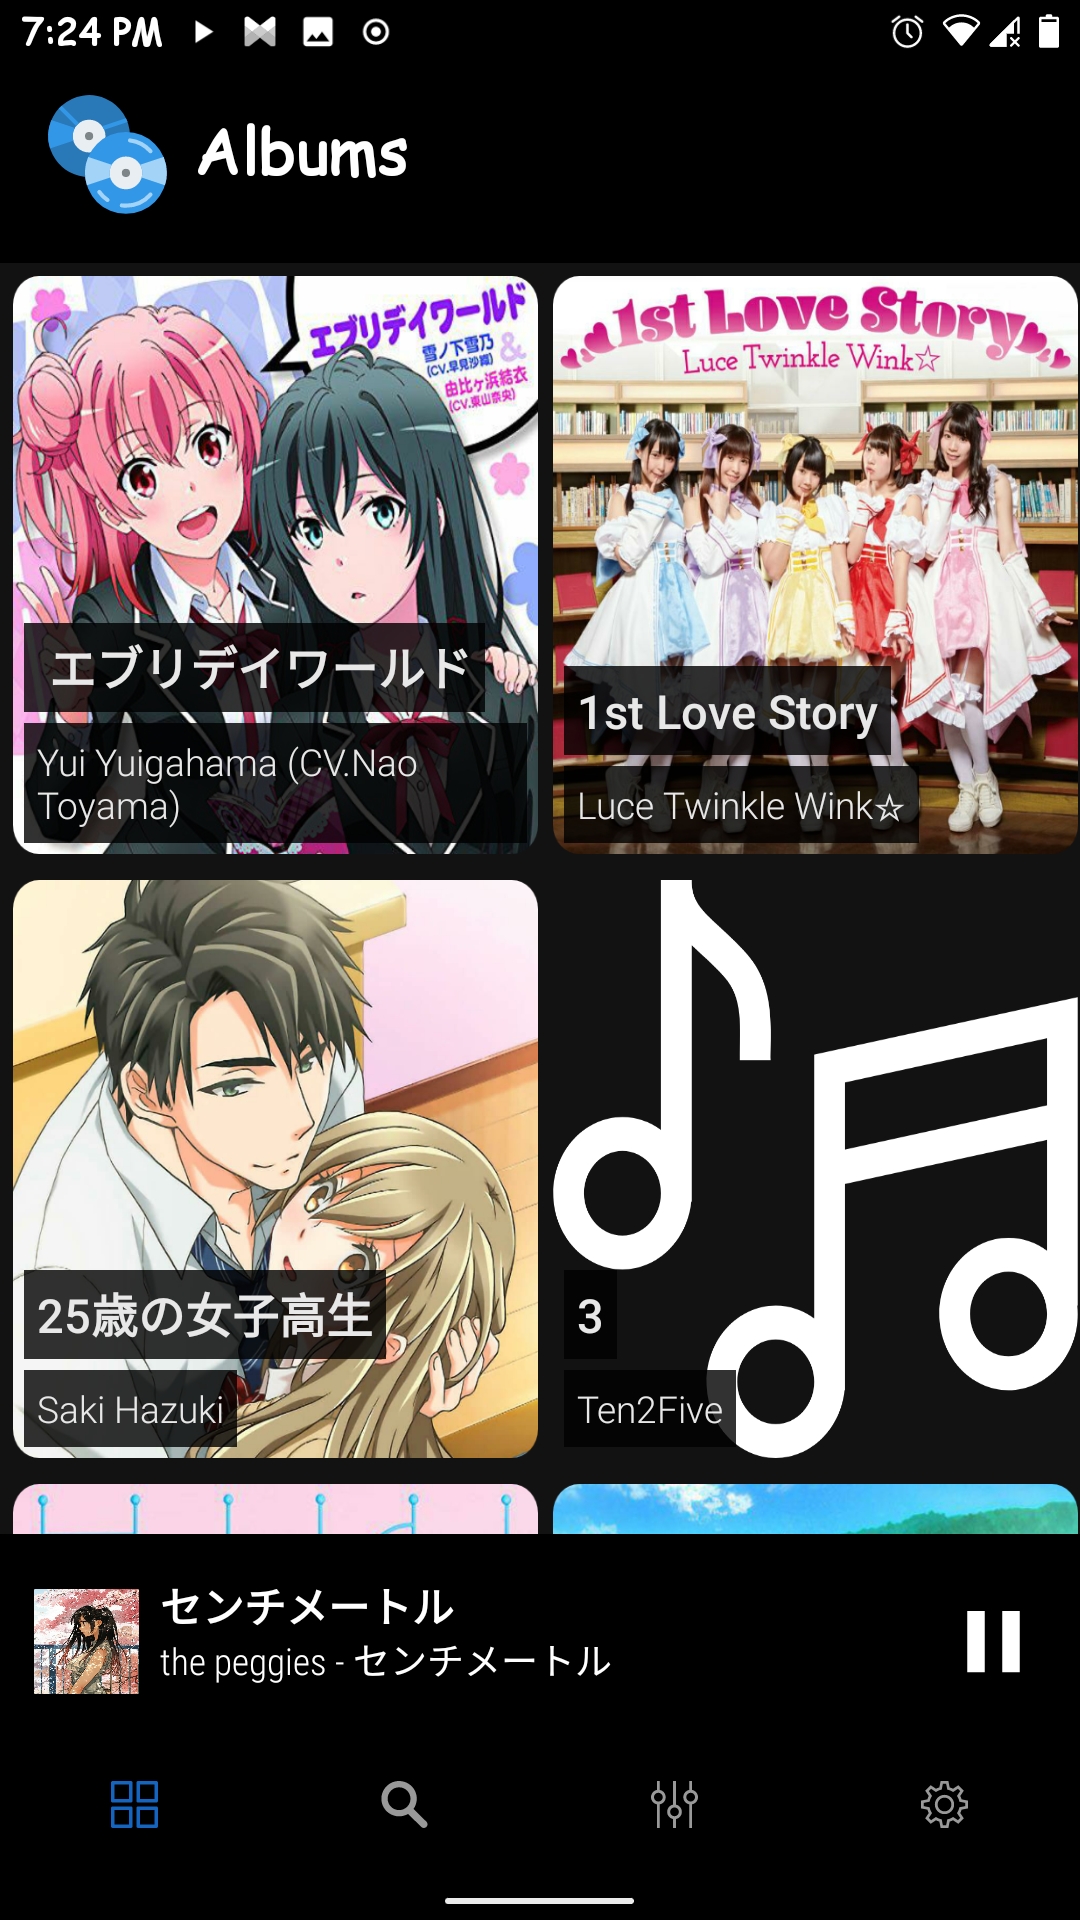 7:24 PM
Albums
エブリデイワールド
雪ノ下雪乃
(CV.早見沙織)
&
由比ヶ浜結衣
(CV.東山奈央)
エブリデイワールド
Yui Yuigahama (CV.Nao
Toyama)
1st Love Story
Luce Twinkle Wink☆
1st Love Story
Luce Twinkle Wink☆
25歳の女子高生
Saki Hazuki
3
Ten2Five
センチメートル
the peggies - センチメートル